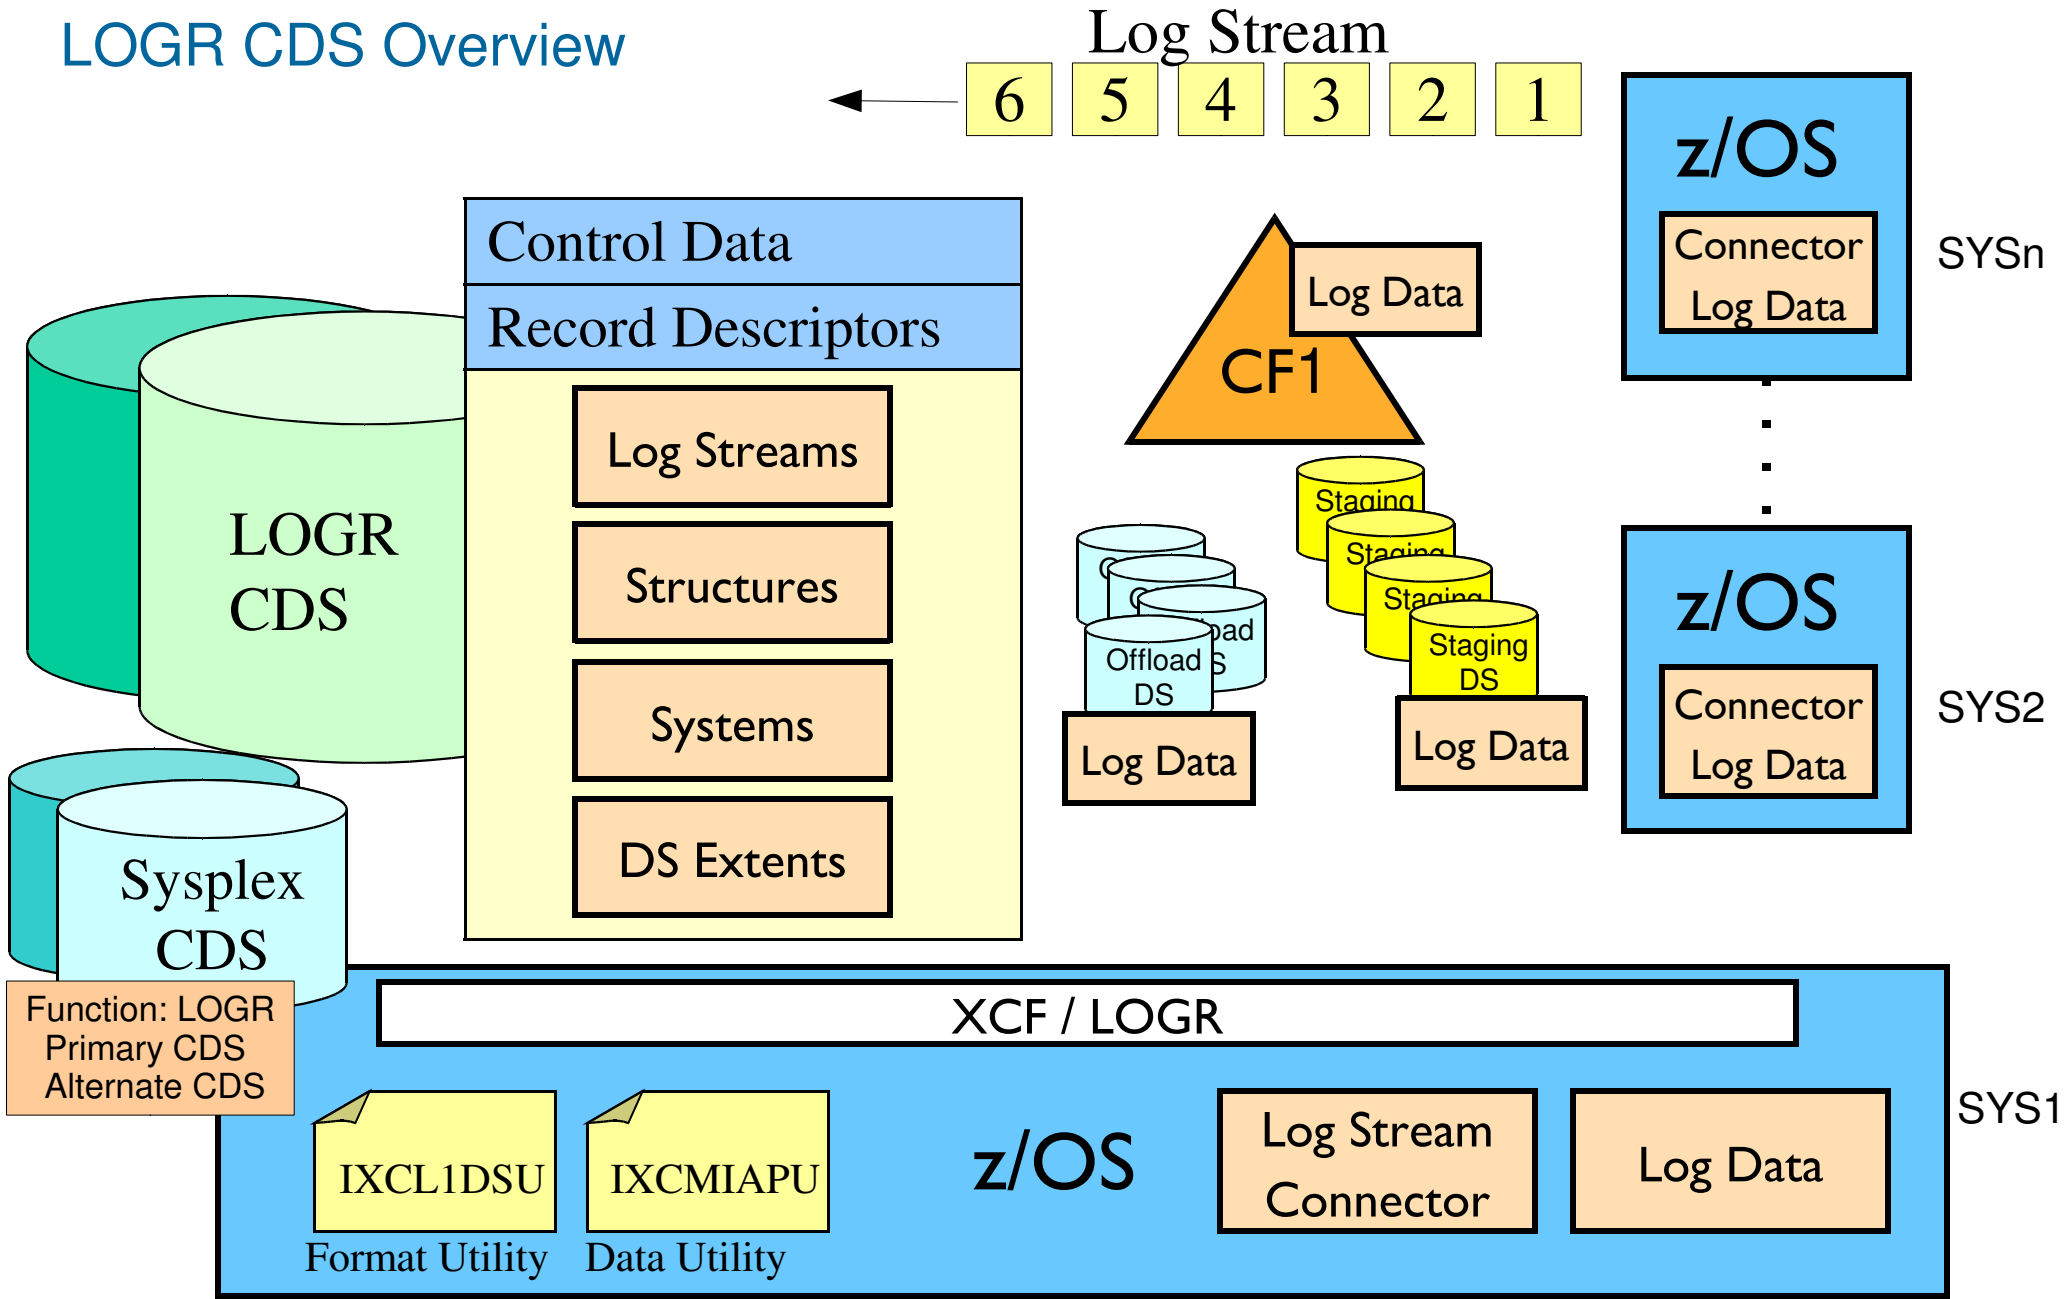 LOGR CDS Overview
Log Stream
6 5 4 3 2 1
z/OS
Connector
Log Data
SYSn
Control Data
Record Descriptors
Log Streams
Structures
Systems
DS Extents
LOGR
CDS
Log Data
CF1
Staging
Staging
Staging
Staging
DS
Log Data
Offload
DS
Log Data
z/OS
Connector
Log Data
SYS2
Sysplex
CDS
Function: LOGR
Primary CDS
Alternate CDS
XCF / LOGR
IXCL1DSU
Format Utility
IXCMIAPU
Data Utility
z/OS
Log Stream
Connector
Log Data
SYS1